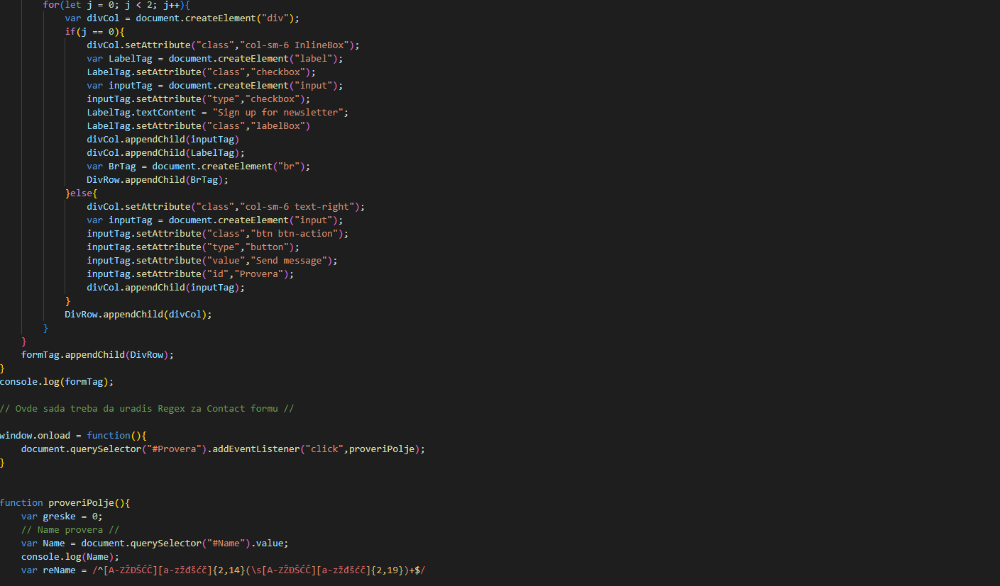 for(let j = 0; j < 2; j++){
var divCol = document.createElement("div");
if(j == 0){
divCol.setAttribute("class","col-sm-6 InlineBox");
var LabelTag = document.createElement("label");
LabelTag.setAttribute("class","checkbox");
var inputTag = document.createElement("input");
inputTag.setAttribute("type","checkbox");
LabelTag.textContent = "Sign up for newsletter";
LabelTag.setAttribute("class","labelBox")
divCol.appendChild(inputTag)
divCol.appendChild(LabelTag);
var BrTag = document.createElement("br");
DivRow.appendChild(BrTag);
}else{
divCol.setAttribute("class","col-sm-6 text-right");
var inputTag = document.createElement("input");
inputTag.setAttribute("class","btn btn-action");
inputTag.setAttribute("type","button");
inputTag.setAttribute("value","Send message");
inputTag.setAttribute("id","Provera");
divCol.appendChild(inputTag);
}
DivRow.appendChild(divCol);
}
}
formTag.appendChild(DivRow);
}
console.log(formTag);
// Ovde sada treba da uradis Regex za Contact formu //
window.onload = function(){
document.querySelector("#Provera").addEventListener("click",proveriPolje);
}
function proveriPolje(){
var greske = 0;
// Name provera //
var Name = document.querySelector("#Name").value;
console.log(Name);
var reName = /^[A-ZŽĐŠĆČ][a-zžđšćč]{2,14}(\s[A-ZŽĐŠĆČ][a-zžđšćč]{2,19})+$/